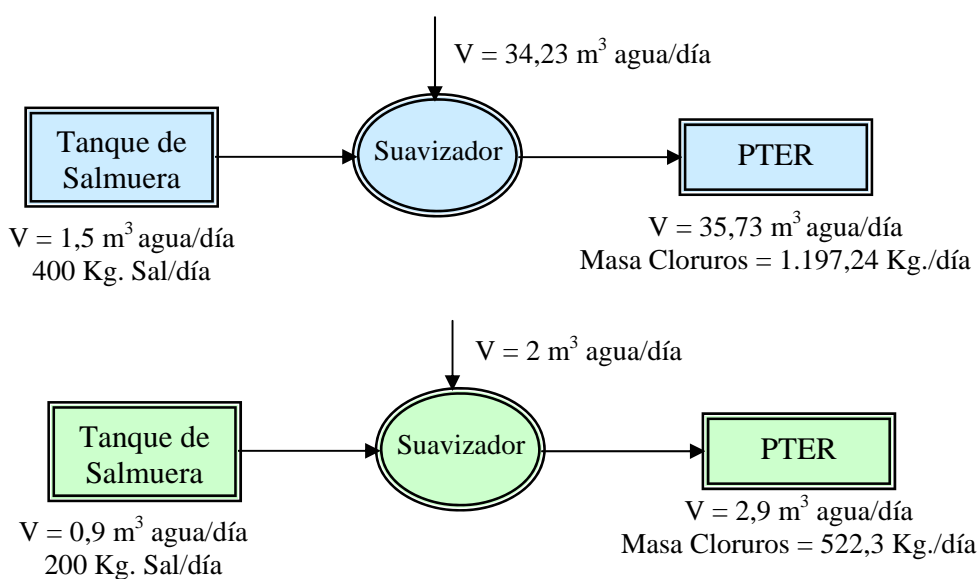 V = 34,23 m³ agua/día
Tanque de
Salmuera
Suavizador
PTER
V = 1,5 m³ agua/día
400 Kg. Sal/día
V = 35,73 m³ agua/día
Masa Cloruros = 1.197,24 Kg./día
V = 2 m³ agua/día
Tanque de
Salmuera
Suavizador
PTER
V = 0,9 m³ agua/día
200 Kg. Sal/día
V = 2,9 m³ agua/día
Masa Cloruros = 522,3 Kg./día